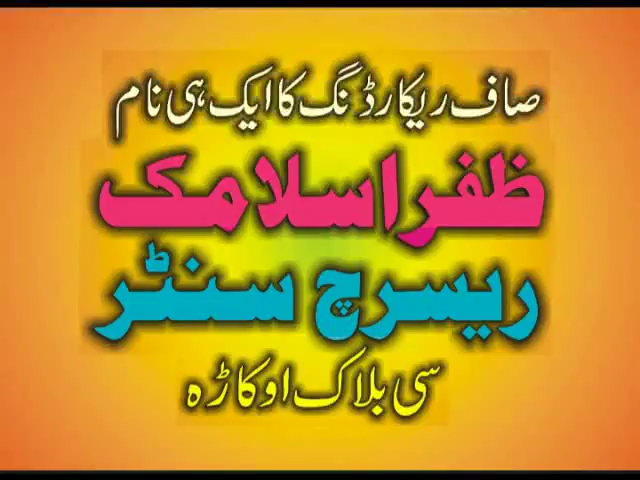 صاف ریکارڈنگ کا ایک ہی نام
ظفر اسلامک
ریسرچ سنٹر
سی بلاک اوکاڑہ